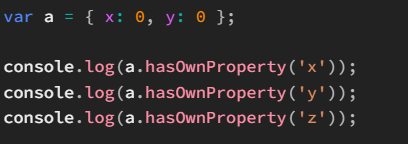 var a = { x: 0, y: 0 };
console.log(a.hasOwnProperty('x'));
console.log(a.hasOwnProperty('y'));
console.log(a.hasOwnProperty('z'));